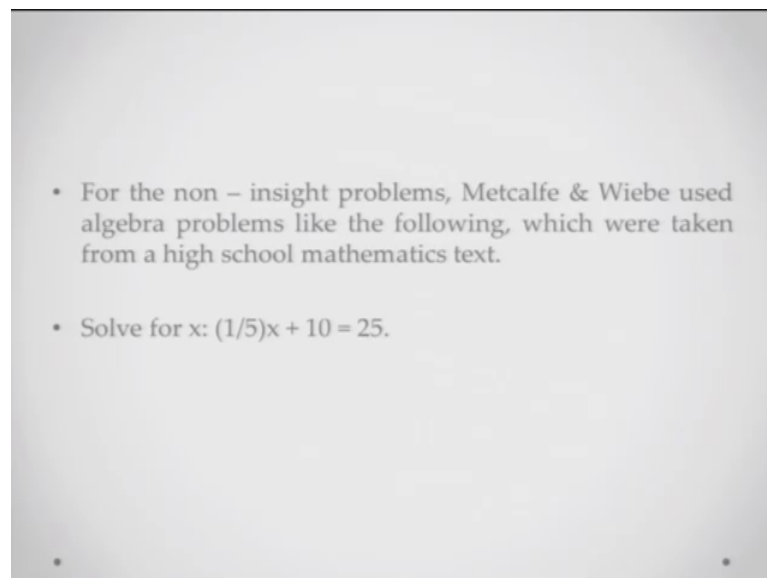 • For the non – insight problems, Metcalfe & Wiebe used
algebra problems like the following, which were taken
from a high school mathematics text.
• Solve for x: (1/5)x + 10 = 25.